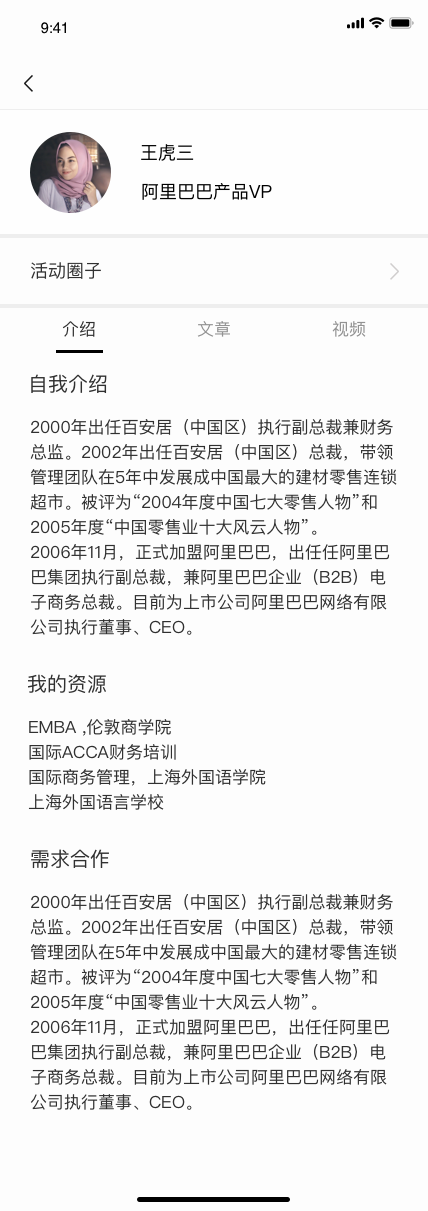 9:41
王虎三
阿里巴巴产品VP
活动圈子
介绍 文章 视频
自我介绍
2000年出任百安居（中国区）执行副总裁兼财务
总监。2002年出任百安居（中国区）总裁，带领
管理团队在5年中发展成中国最大的建材零售连锁
超市。被评为“2004年度中国七大零售人物”和
2005年度“中国零售业十大风云人物”。
2006年11月，正式加盟阿里巴巴，出任任阿里巴
巴集团执行副总裁，兼阿里巴巴企业（B2B）电
子商务总裁。目前为上市公司阿里巴巴网络有限
公司执行董事、CEO。
我的资源
EMBA ,伦敦商学院
国际ACCA财务培训
国际商务管理，上海外国语学院
上海外国语言学校
需求合作
2000年出任百安居（中国区）执行副总裁兼财务
总监。2002年出任百安居（中国区）总裁，带领
管理团队在5年中发展成中国最大的建材零售连锁
超市。被评为“2004年度中国七大零售人物”和
2005年度“中国零售业十大风云人物”。
2006年11月，正式加盟阿里巴巴，出任任阿里巴
巴集团执行副总裁，兼阿里巴巴企业（B2B）电
子商务总裁。目前为上市公司阿里巴巴网络有限
公司执行董事、CEO。